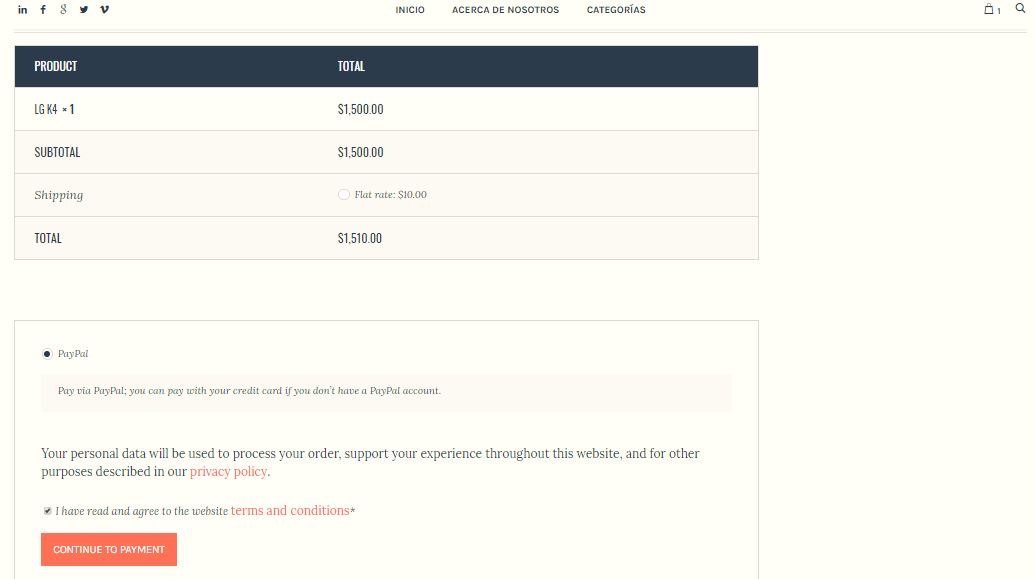 INICIO ACERCA DE NOSOTROS CATEGORÍAS 1
PRODUCT TOTAL
LG K4 × 1 $1,500.00
SUBTOTAL $1,500.00
Shipping Flat rate: $10.00
TOTAL $1,510.00
PayPal
Pay via PayPal; you can pay with your credit card if you don't have a PayPal account.
Your personal data will be used to process your order, support your experience throughout this website, and for other
purposes described in our privacy policy.
I have read and agree to the website terms and conditions*
CONTINUE TO PAYMENT